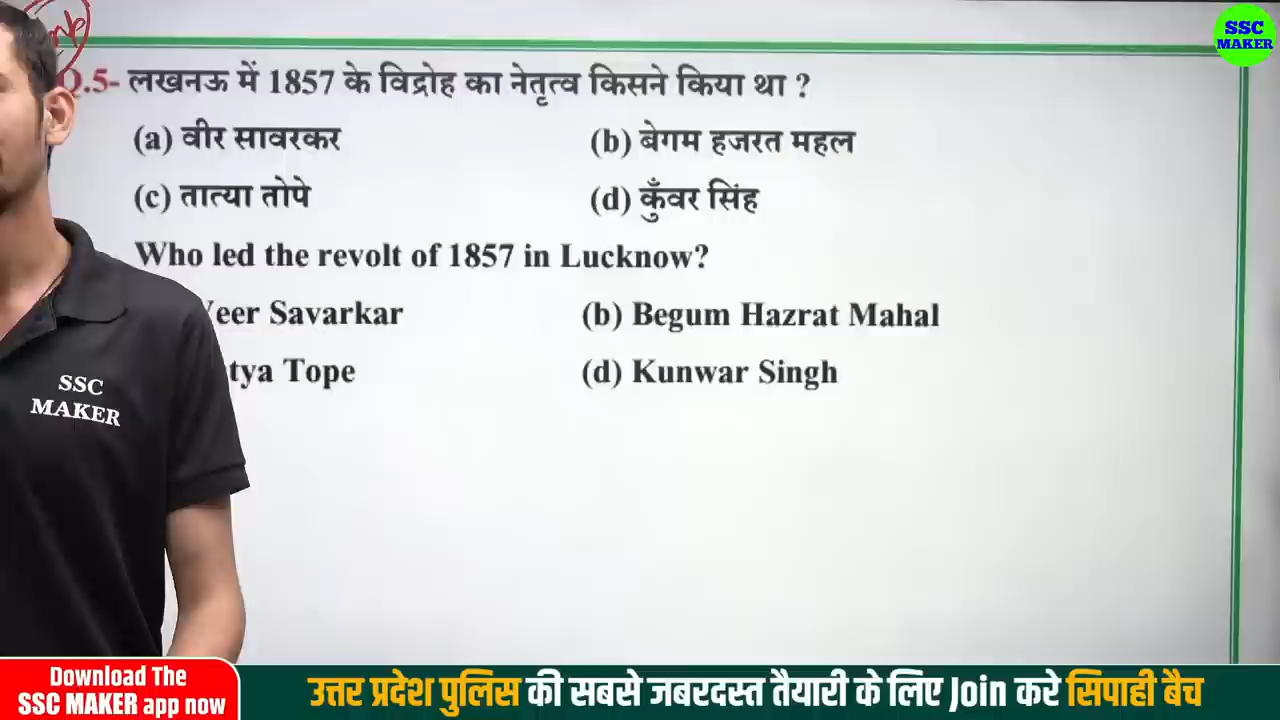 SSC
MAKER
Q.5- लखनऊ में 1857 के विद्रोह का नेतृत्व किसने किया था ?
(a) वीर सावरकर (b) बेगम हजरत महल
(c) तात्या तोपे (d) कुँवर सिंह
Who led the revolt of 1857 in Lucknow?
Veer Savarkar (b) Begum Hazrat Mahal
tya Tope (d) Kunwar Singh
SSC
MAKER
Download The
SSC MAKER app now
उत्तर प्रदेश पुलिस की सबसे जबरदस्त तैयारी के लिए Join करे सिपाही बैच